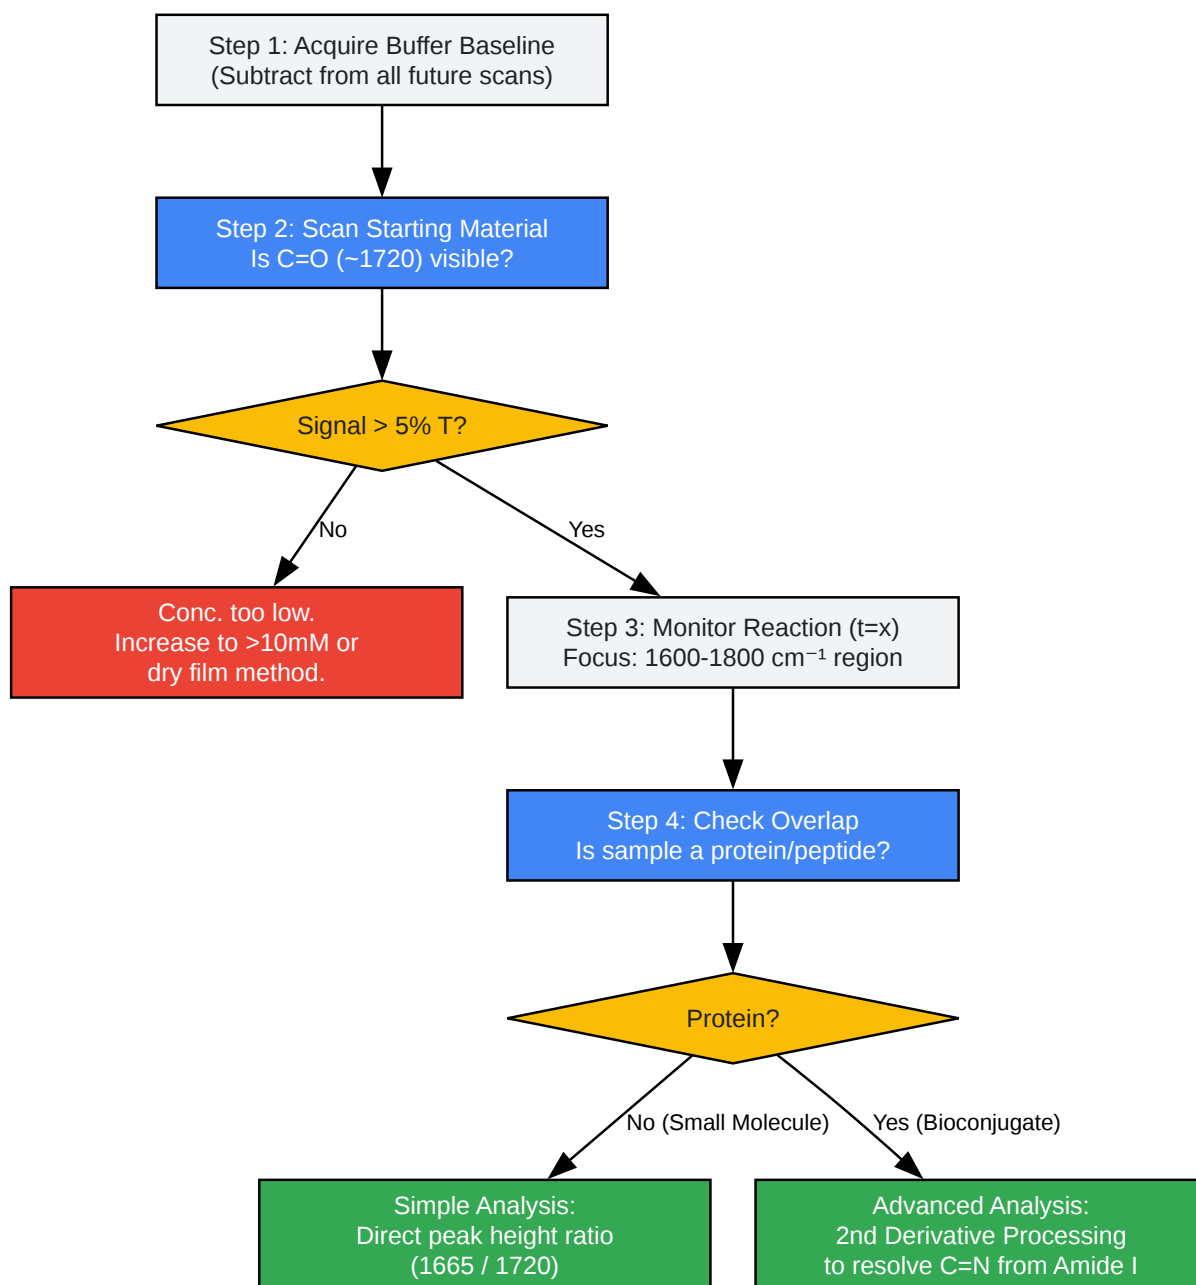 Step 1: Acquire Buffer Baseline
(Subtract from all future scans)
Step 2: Scan Starting Material
Is C=O (~1720) visible?
Signal > 5% T?
No
Yes
Conc. too low.
Increase to >10mM or
dry film method.
Step 3: Monitor Reaction (t=x)
Focus: 1600-1800 cm⁻¹ region
Step 4: Check Overlap
Is sample a protein/peptide?
Protein?
No (Small Molecule)
Yes (Bioconjugate)
Simple Analysis:
Direct peak height ratio
(1665 / 1720)
Advanced Analysis:
2nd Derivative Processing
to resolve C=N from Amide I